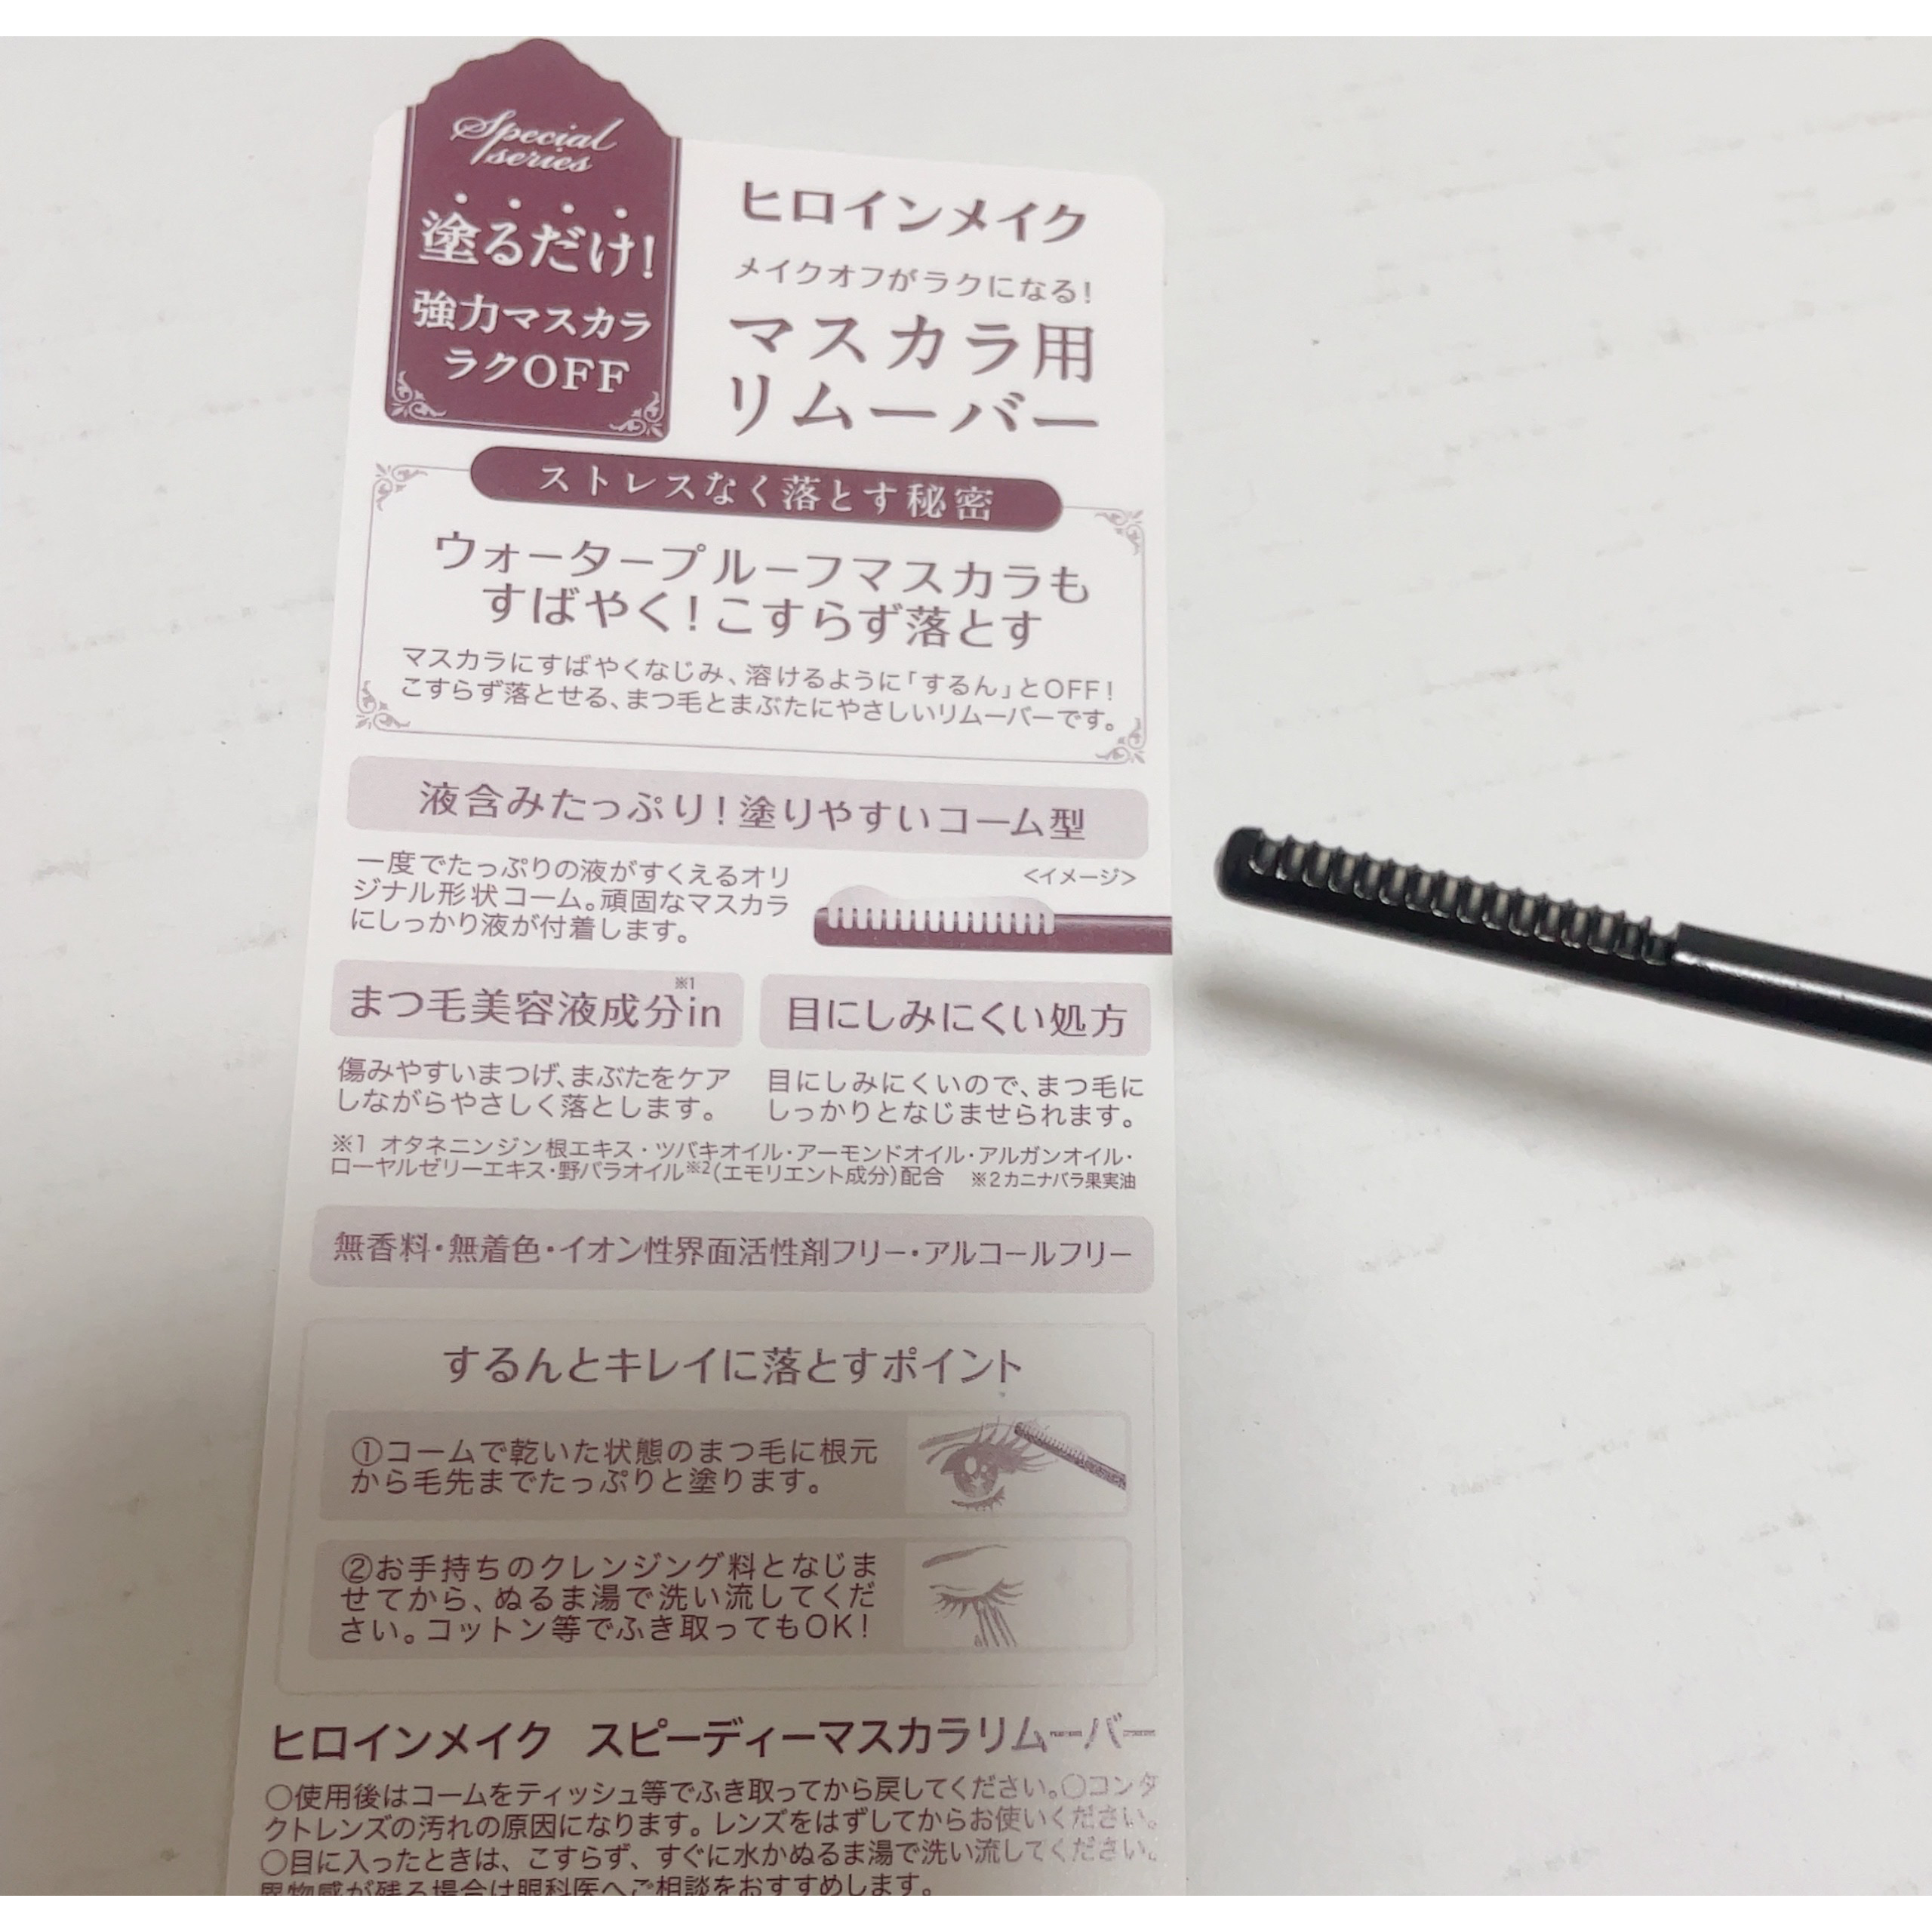 Special
series
塗るだけ!
強力マスカラ
ラクOFF
ヒロインメイク
メイクオフがラクになる!
マスカラ用
リムーバー
ストレスなく落とす秘密
ウォータープルーフマスカラも
すばやく!こすらず落とす
マスカラにすばやくなじみ、溶けるように「するん」とOFF!
こすらず落とせる、まつ毛とまぶたにやさしいリムーバーです。
液含みたっぷり!塗りやすいコーム型
一度でたっぷりの液がすくえるオリ
ジナル形状コーム。頑固なマスカラ
にしっかり液が付着します。
<イメージ>
まつ毛美容液成分※1in
傷みやすいまつげ、まぶたをケア
しながらやさしく落とします。
目にしみにくい処方
目にしみにくいので、まつ毛に
しっかりとなじませられます。
※1 オタネニンジン根エキス・ツバキオイル・アーモンドオイル・アルガンオイル・
ローヤルゼリーエキス・野バラオイル※2(エモリエント成分)配合 ※2カニナバラ果実油
無香料・無着色・イオン性界面活性剤フリー・アルコールフリー
するんとキレイに落とすポイント
①コームで乾いた状態のまつ毛に根元
から毛先までたっぷりと塗ります。
②お手持ちのクレンジング料となじま
せてから、ぬるま湯で洗い流してくだ
さい。コットン等でふき取ってもOK!
ヒロインメイク スピーディーマスカラリムーバー
○使用後はコームをティッシュ等でふき取ってから戻してください。○コンタ
クトレンズの汚れの原因になります。レンズをはずしてからお使いください。
○目に入ったときは、こすらず、すぐに水かぬるま湯で洗い流してください。
異物感が残る場合は眼科医へご相談をおすすめします。